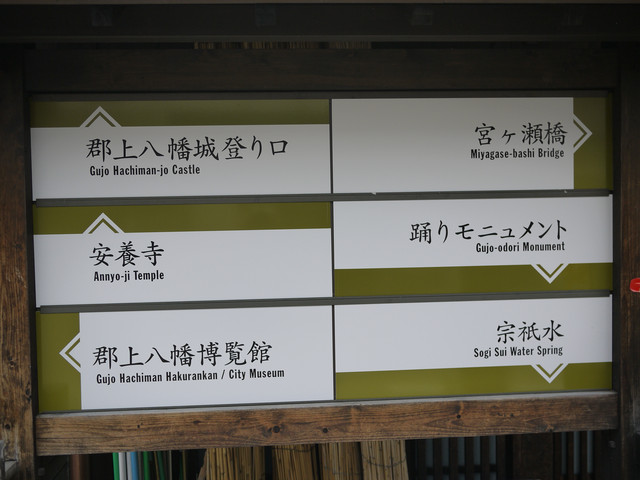 郡上八幡城登り口
Gujo Hachiman-jo Castle
安養寺
Annyo-ji Temple
郡上八幡博覧館
Gujo Hachiman Hakurankan / City Museum
宮ヶ瀬橋
Miyagase-bashi Bridge
踊りモニュメント
Gujo-odori Monument
宗祇水
Sogi Sui Water Spring